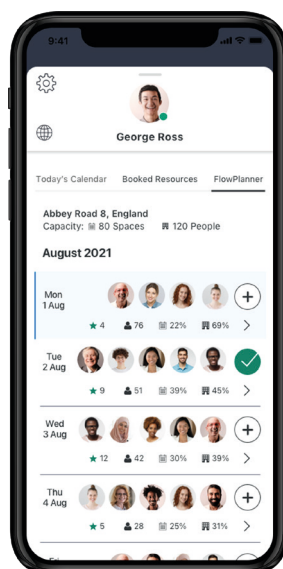 9:41
George Ross
Today's Calendar Booked Resources FlowPlanner
Abbey Road 8, England
Capacity: 80 Spaces 120 People
August 2021
Mon
1 Aug
4 76 22% 69%
Tue
2 Aug
9 51 39% 45%
Wed
3 Aug
12 42 30% 39%
Thu
4 Aug
5 28 25% 31%